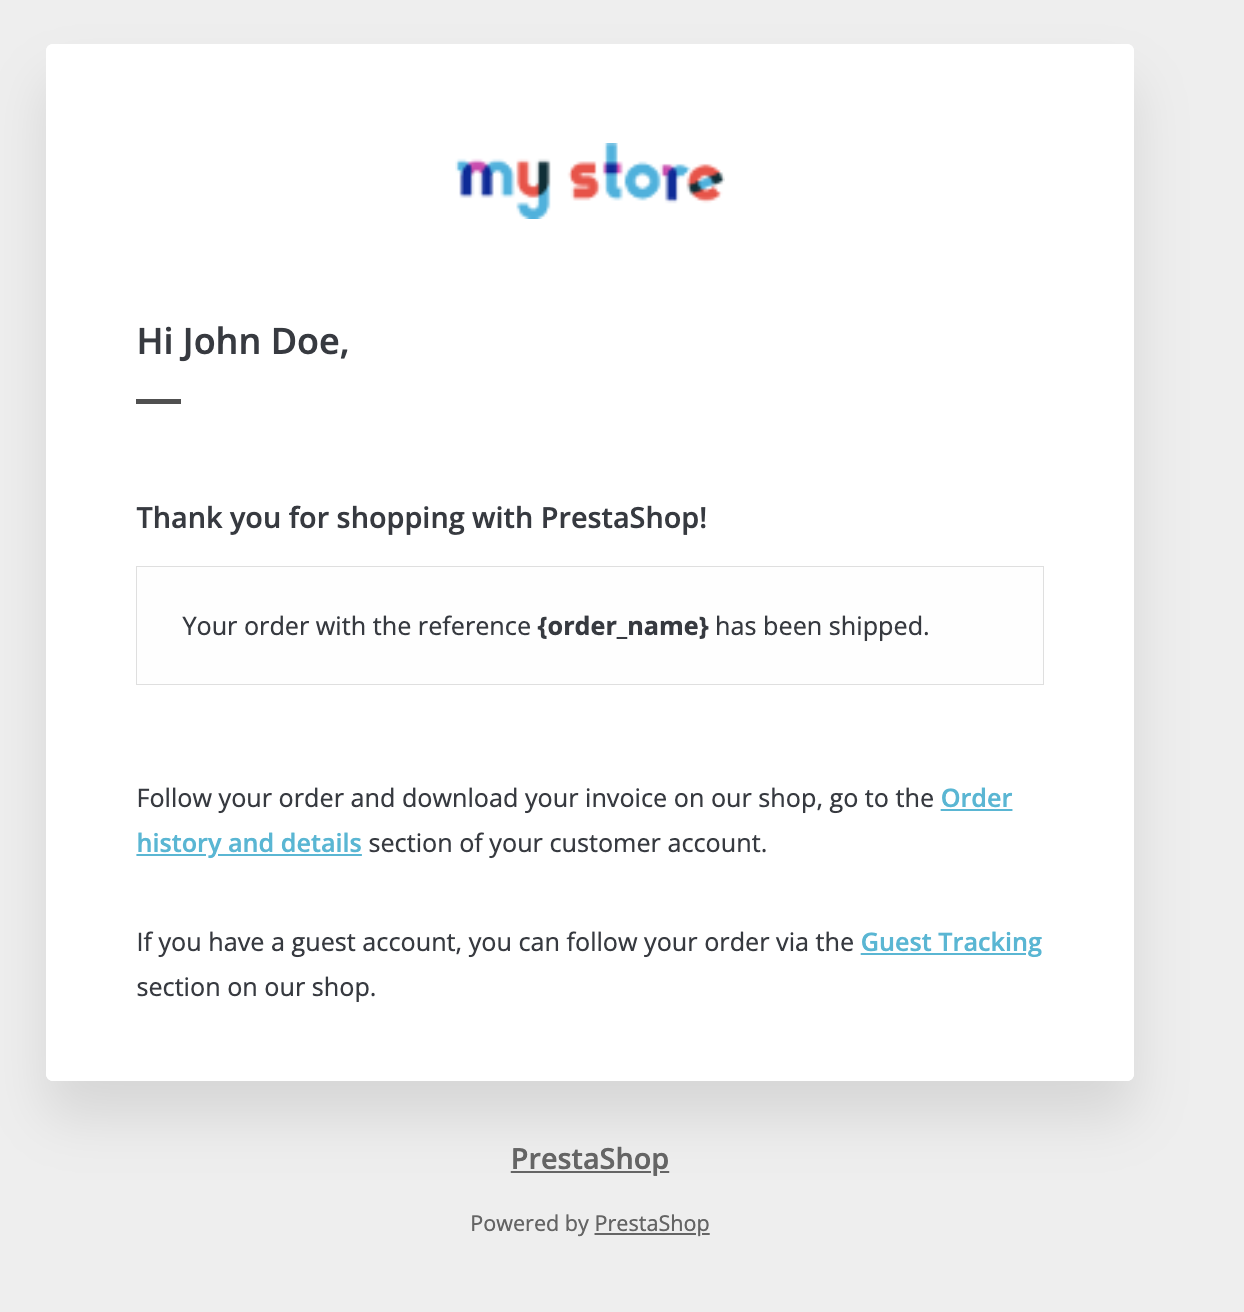 my store
Hi John Doe,
Thank you for shopping with PrestaShop!
Your order with the reference {order_name} has been shipped.
Follow your order and download your invoice on our shop, go to the Order
history and details section of your customer account.
If you have a guest account, you can follow your order via the Guest Tracking
section on our shop.
PrestaShop
Powered by PrestaShop